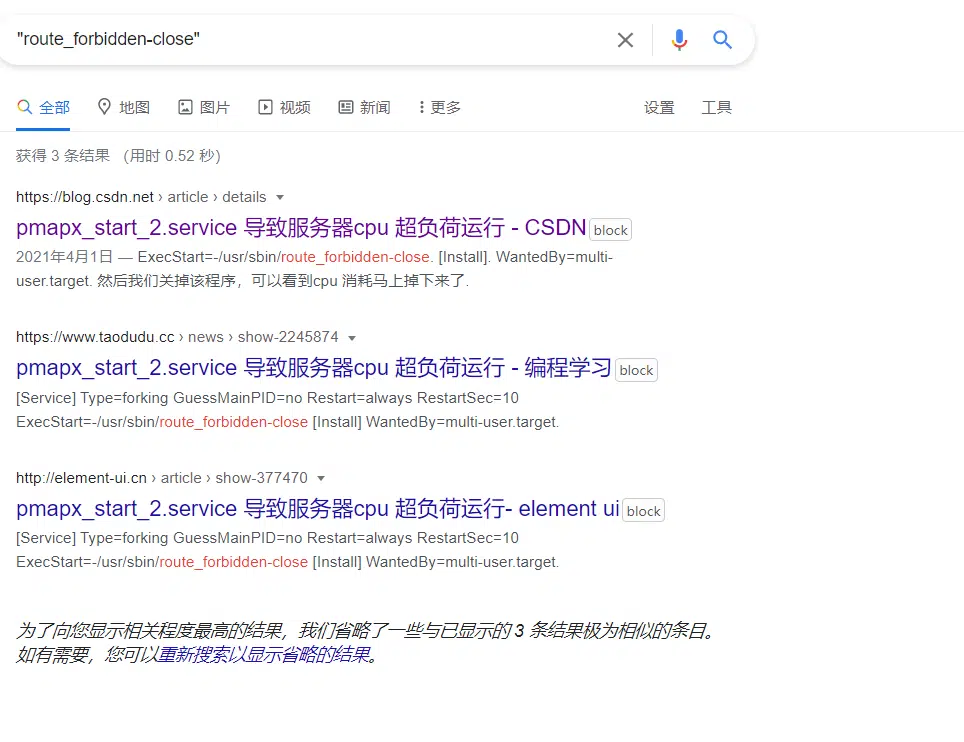 "route_forbidden-close"
全部 地图 图片 视频 新闻 更多 设置 工具
获得 3 条结果 （用时 0.52 秒）
https://blog.csdn.net › article › details
pmapx_start_2.service 导致服务器cpu 超负荷运行 - CSDN block
2021年4月1日 — ExecStart=-/usr/sbin/route_forbidden-close. [Install]. WantedBy=multi-
user.target. 然后我们关掉该程序，可以看到cpu 消耗马上掉下来了.
https://www.taodudu.cc › news › show-2245874
pmapx_start_2.service 导致服务器cpu 超负荷运行 - 编程学习 block
[Service] Type=forking GuessMainPID=no Restart=always RestartSec=10
ExecStart=-/usr/sbin/route_forbidden-close [Install] WantedBy=multi-user.target.
http://element-ui.cn › article › show-377470
pmapx_start_2.service 导致服务器cpu 超负荷运行- element ui block
[Service] Type=forking GuessMainPID=no Restart=always RestartSec=10
ExecStart=-/usr/sbin/route_forbidden-close [Install] WantedBy=multi-user.target.
为了向您显示相关程度最高的结果，我们省略了一些与已显示的 3 条结果极为相似的条目。
如有需要，您可以重新搜索以显示省略的结果。